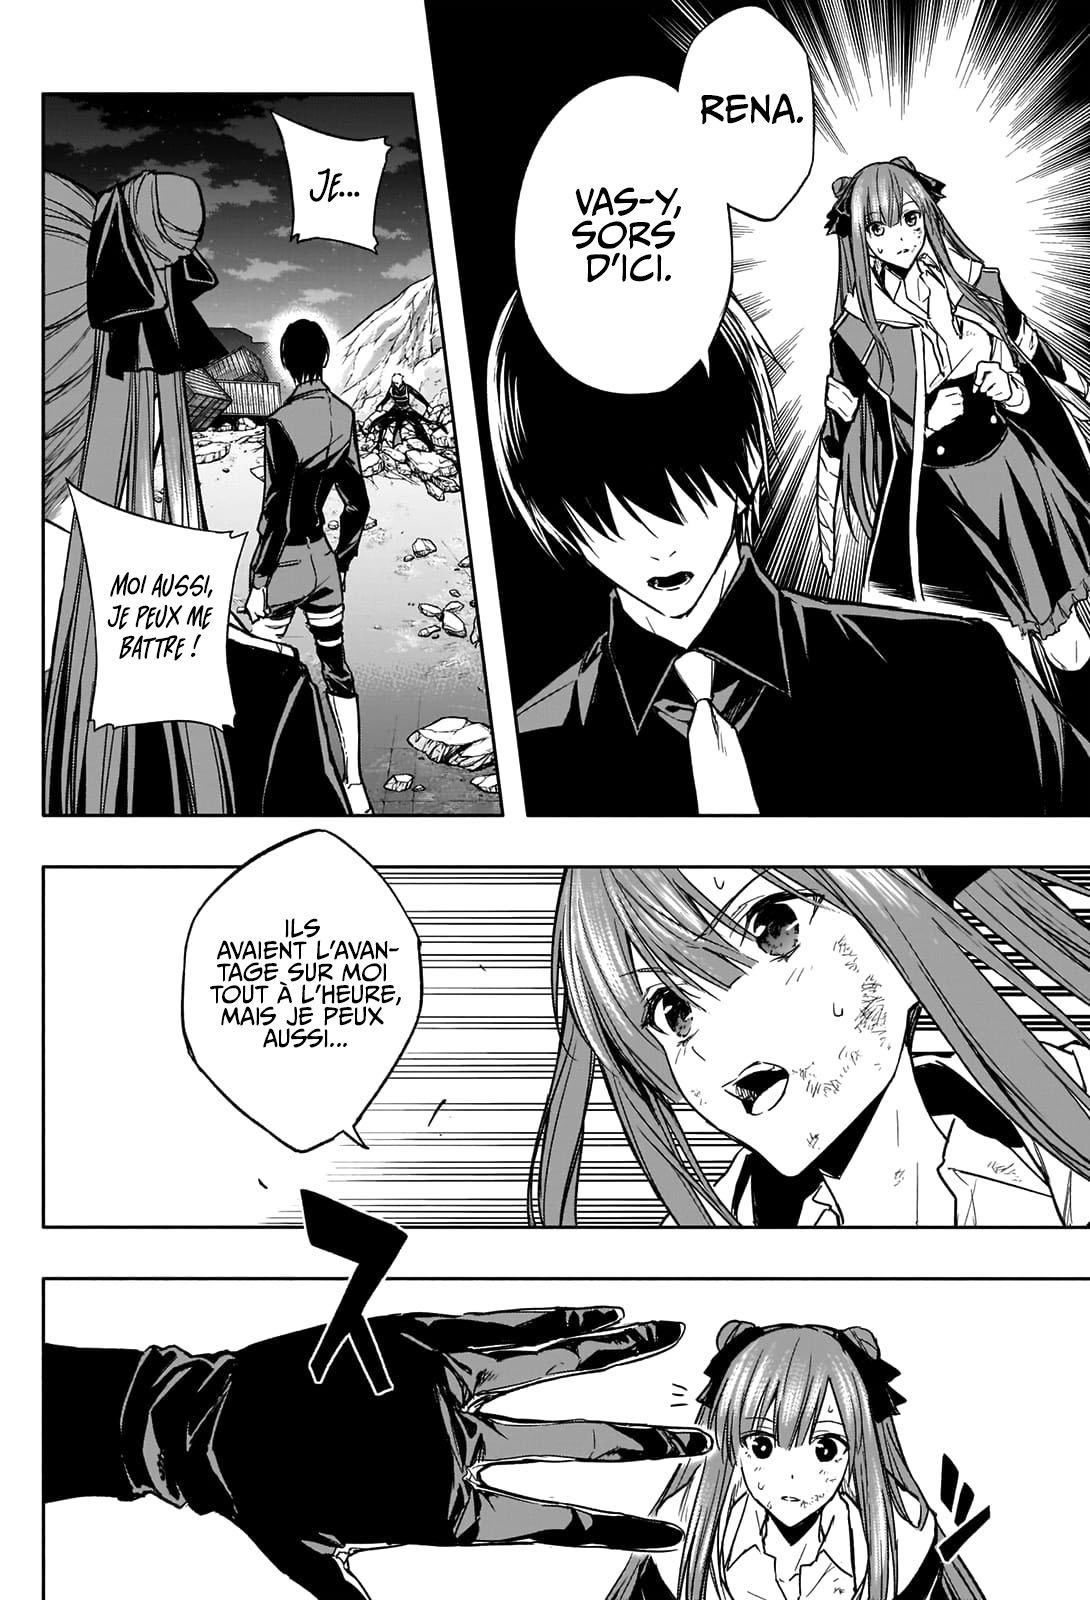 RENA.
VAS-Y,
SORS
D'ICI.
JE...
MOI AUSSI,
JE PEUX ME
BATTRE !
ILS
AVAIENT L'AVAN-
TAGE SUR MOI
TOUT À L'HEURE,
MAIS JE PEUX
AUSSI...